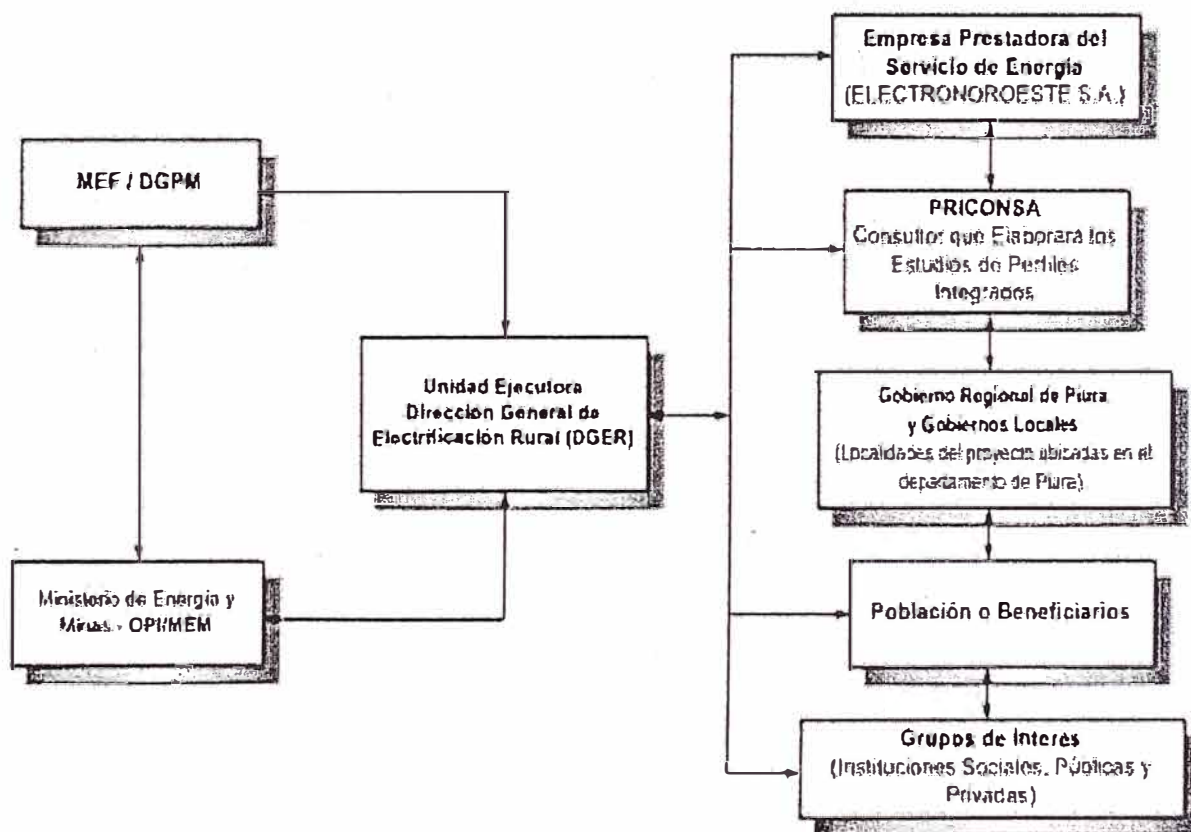 MEF / DGPM
Ministerio de Energía y
Minas - OPI/MEM
Unidad Ejecutora
Dirección General de
Electrificación Rural (DGER)
Empresa Prestadora del
Servicio de Energía
(ELECTRONOROESTE S.A.)
PRICONSA
Consultor que Elaborará los
Estudios de Perfiles
Integrados
Gobierno Regional de Piura
y Gobiernos Locales
(Localidades del proyecto ubicadas en el
departamento de Piura)
Población o Beneficiarios
Grupos de Interés
(Instituciones Sociales, Públicas y
Privadas)